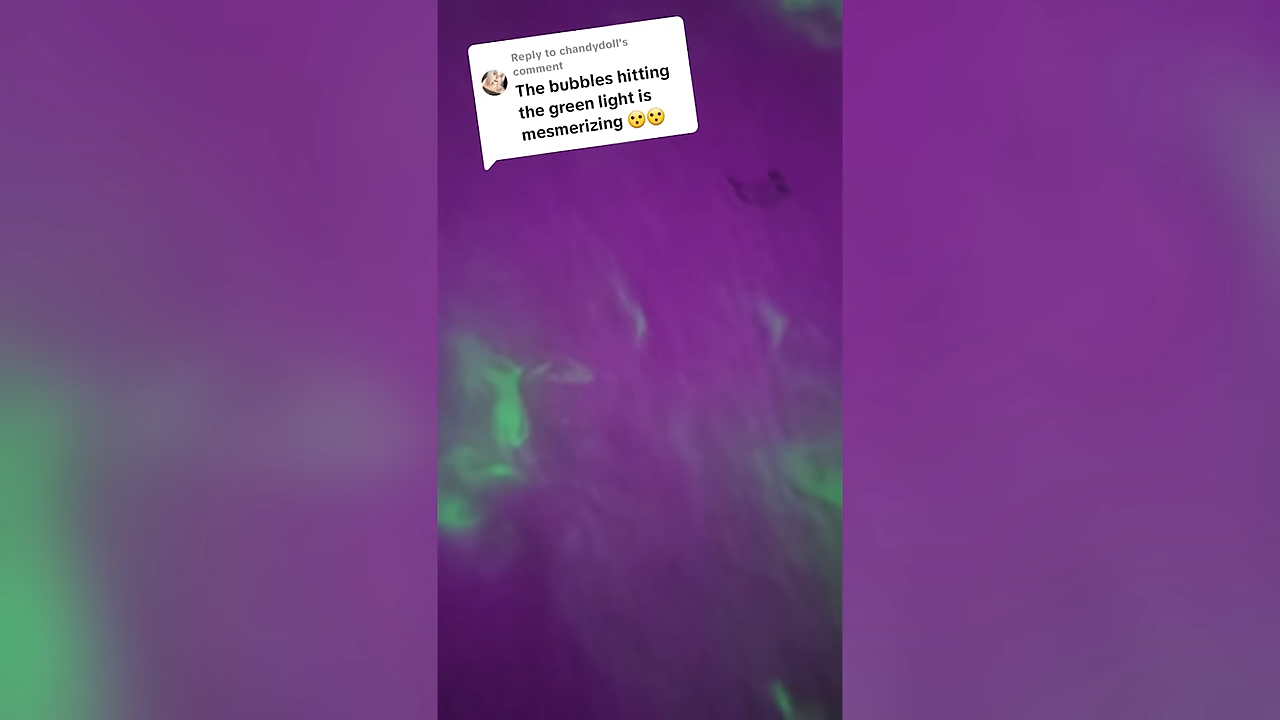 Reply to chandydoll's
comment
The bubbles hitting
the green light is
mesmerizing 😯😯